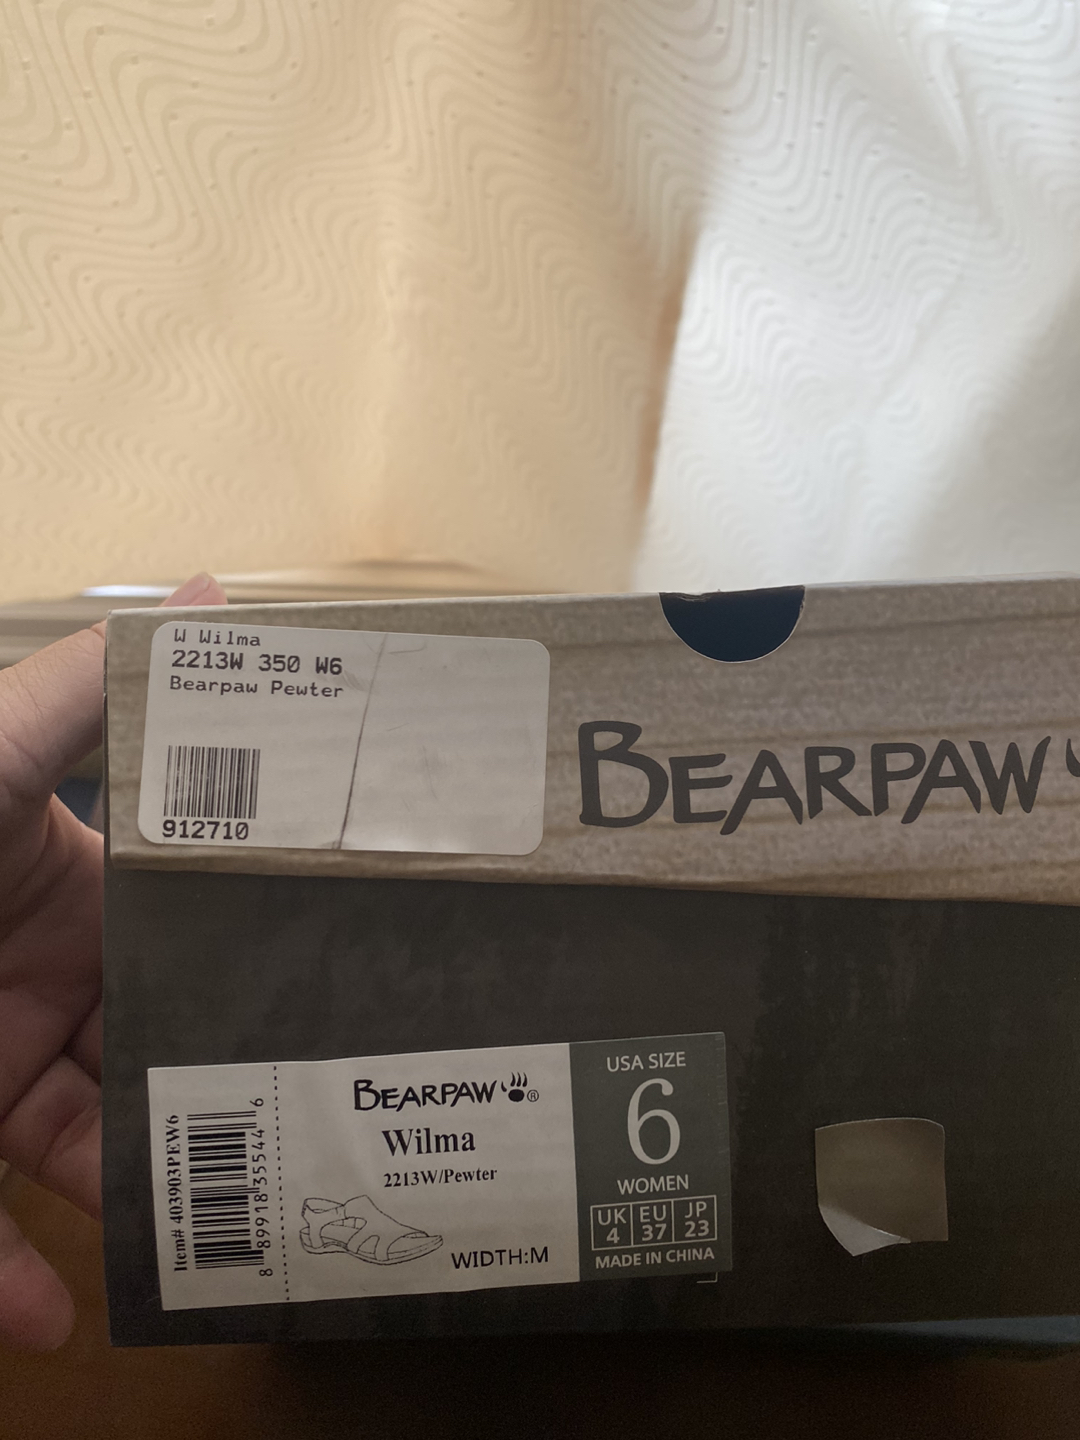 W Wilma
2213W 350 W6
Bearpaw Pewter
912710
BEARPAW
Item# 403903PEW6
8 89918 35544 6
BEARPAW®
Wilma
2213W/Pewter
WIDTH:M
USA SIZE
6
WOMEN
UK EU JP
4 37 23
MADE IN CHINA